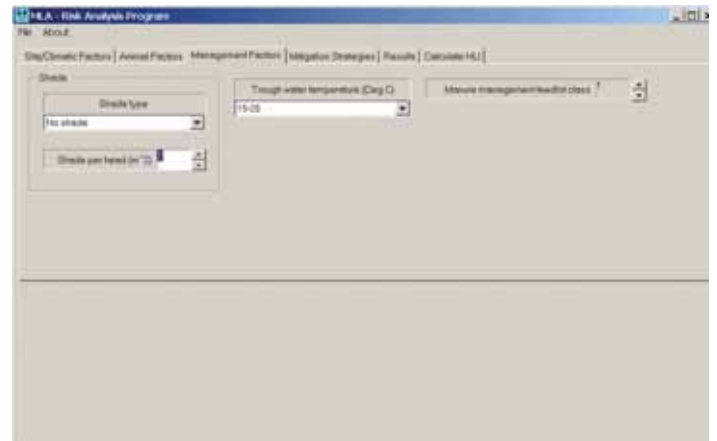 MLA - Risk Analysis Program
File About
Site/Climatic Factors Animal Factors Management Factors Mitigation Strategies Results Calculate HLI
Shade
Shade type
No shade
Shade per head (m^2)
Trough water temperature (Deg C)
15-20
Manure management/feedlot class